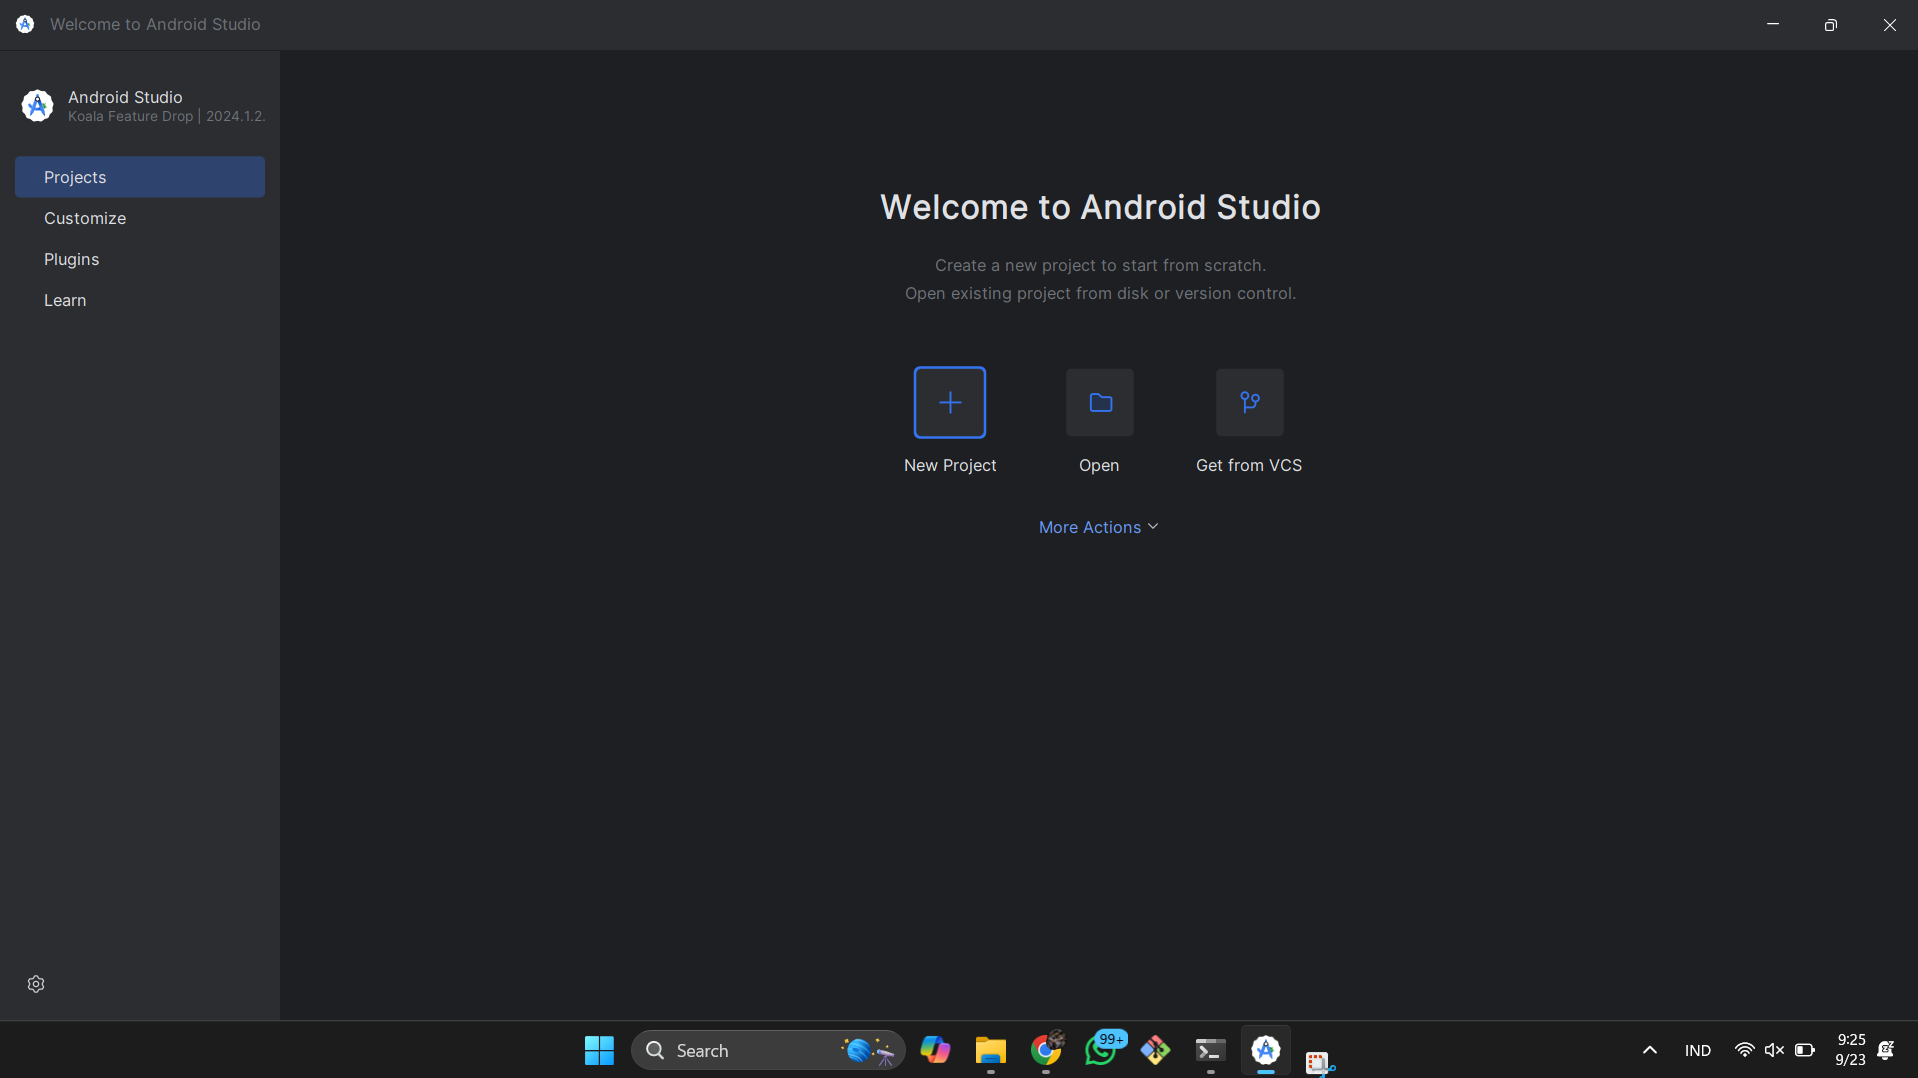 Welcome to Android Studio
Android Studio
Koala Feature Drop | 2024.1.2.
Projects
Customize
Plugins
Learn
Welcome to Android Studio
Create a new project to start from scratch.
Open existing project from disk or version control.
New Project
Open
Get from VCS
More Actions
Search
99+
IND
9:25
9/23